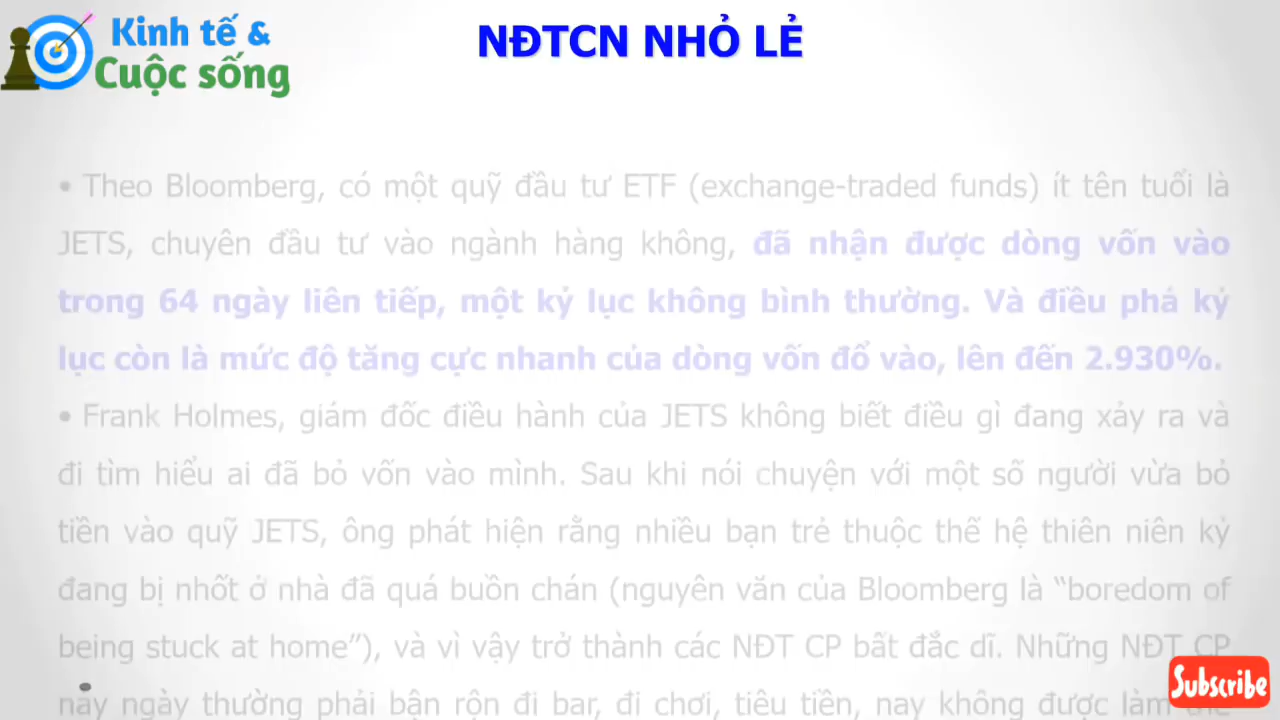 Kinh tế &
Cuộc sống
NĐTCN NHỎ LẺ
• Theo Bloomberg, có một quỹ đầu tư ETF (exchange-traded funds) ít tên tuổi là
JETS, chuyên đầu tư vào ngành hàng không, đã nhận được dòng vốn vào
trong 64 ngày liên tiếp, một kỷ lục không bình thường. Và điều phá kỷ
lục còn là mức độ tăng cực nhanh của dòng vốn đổ vào, lên đến 2.930%.
• Frank Holmes, giám đốc điều hành của JETS không biết điều gì đang xảy ra và
đi tìm hiểu ai đã bỏ vốn vào mình. Sau khi nói chuyện với một số người vừa bỏ
tiền vào quỹ JETS, ông phát hiện rằng nhiều bạn trẻ thuộc thế hệ thiên niên kỷ
đang bị nhốt ở nhà đã quá buồn chán (nguyên văn của Bloomberg là “boredom of
being stuck at home”), và vì vậy trở thành các NĐT CP bất đắc dĩ. Những NĐT CP
này ngày thường phải bận rộn đi bar, đi chơi, tiêu tiền, nay không được làm thế
Subscribe